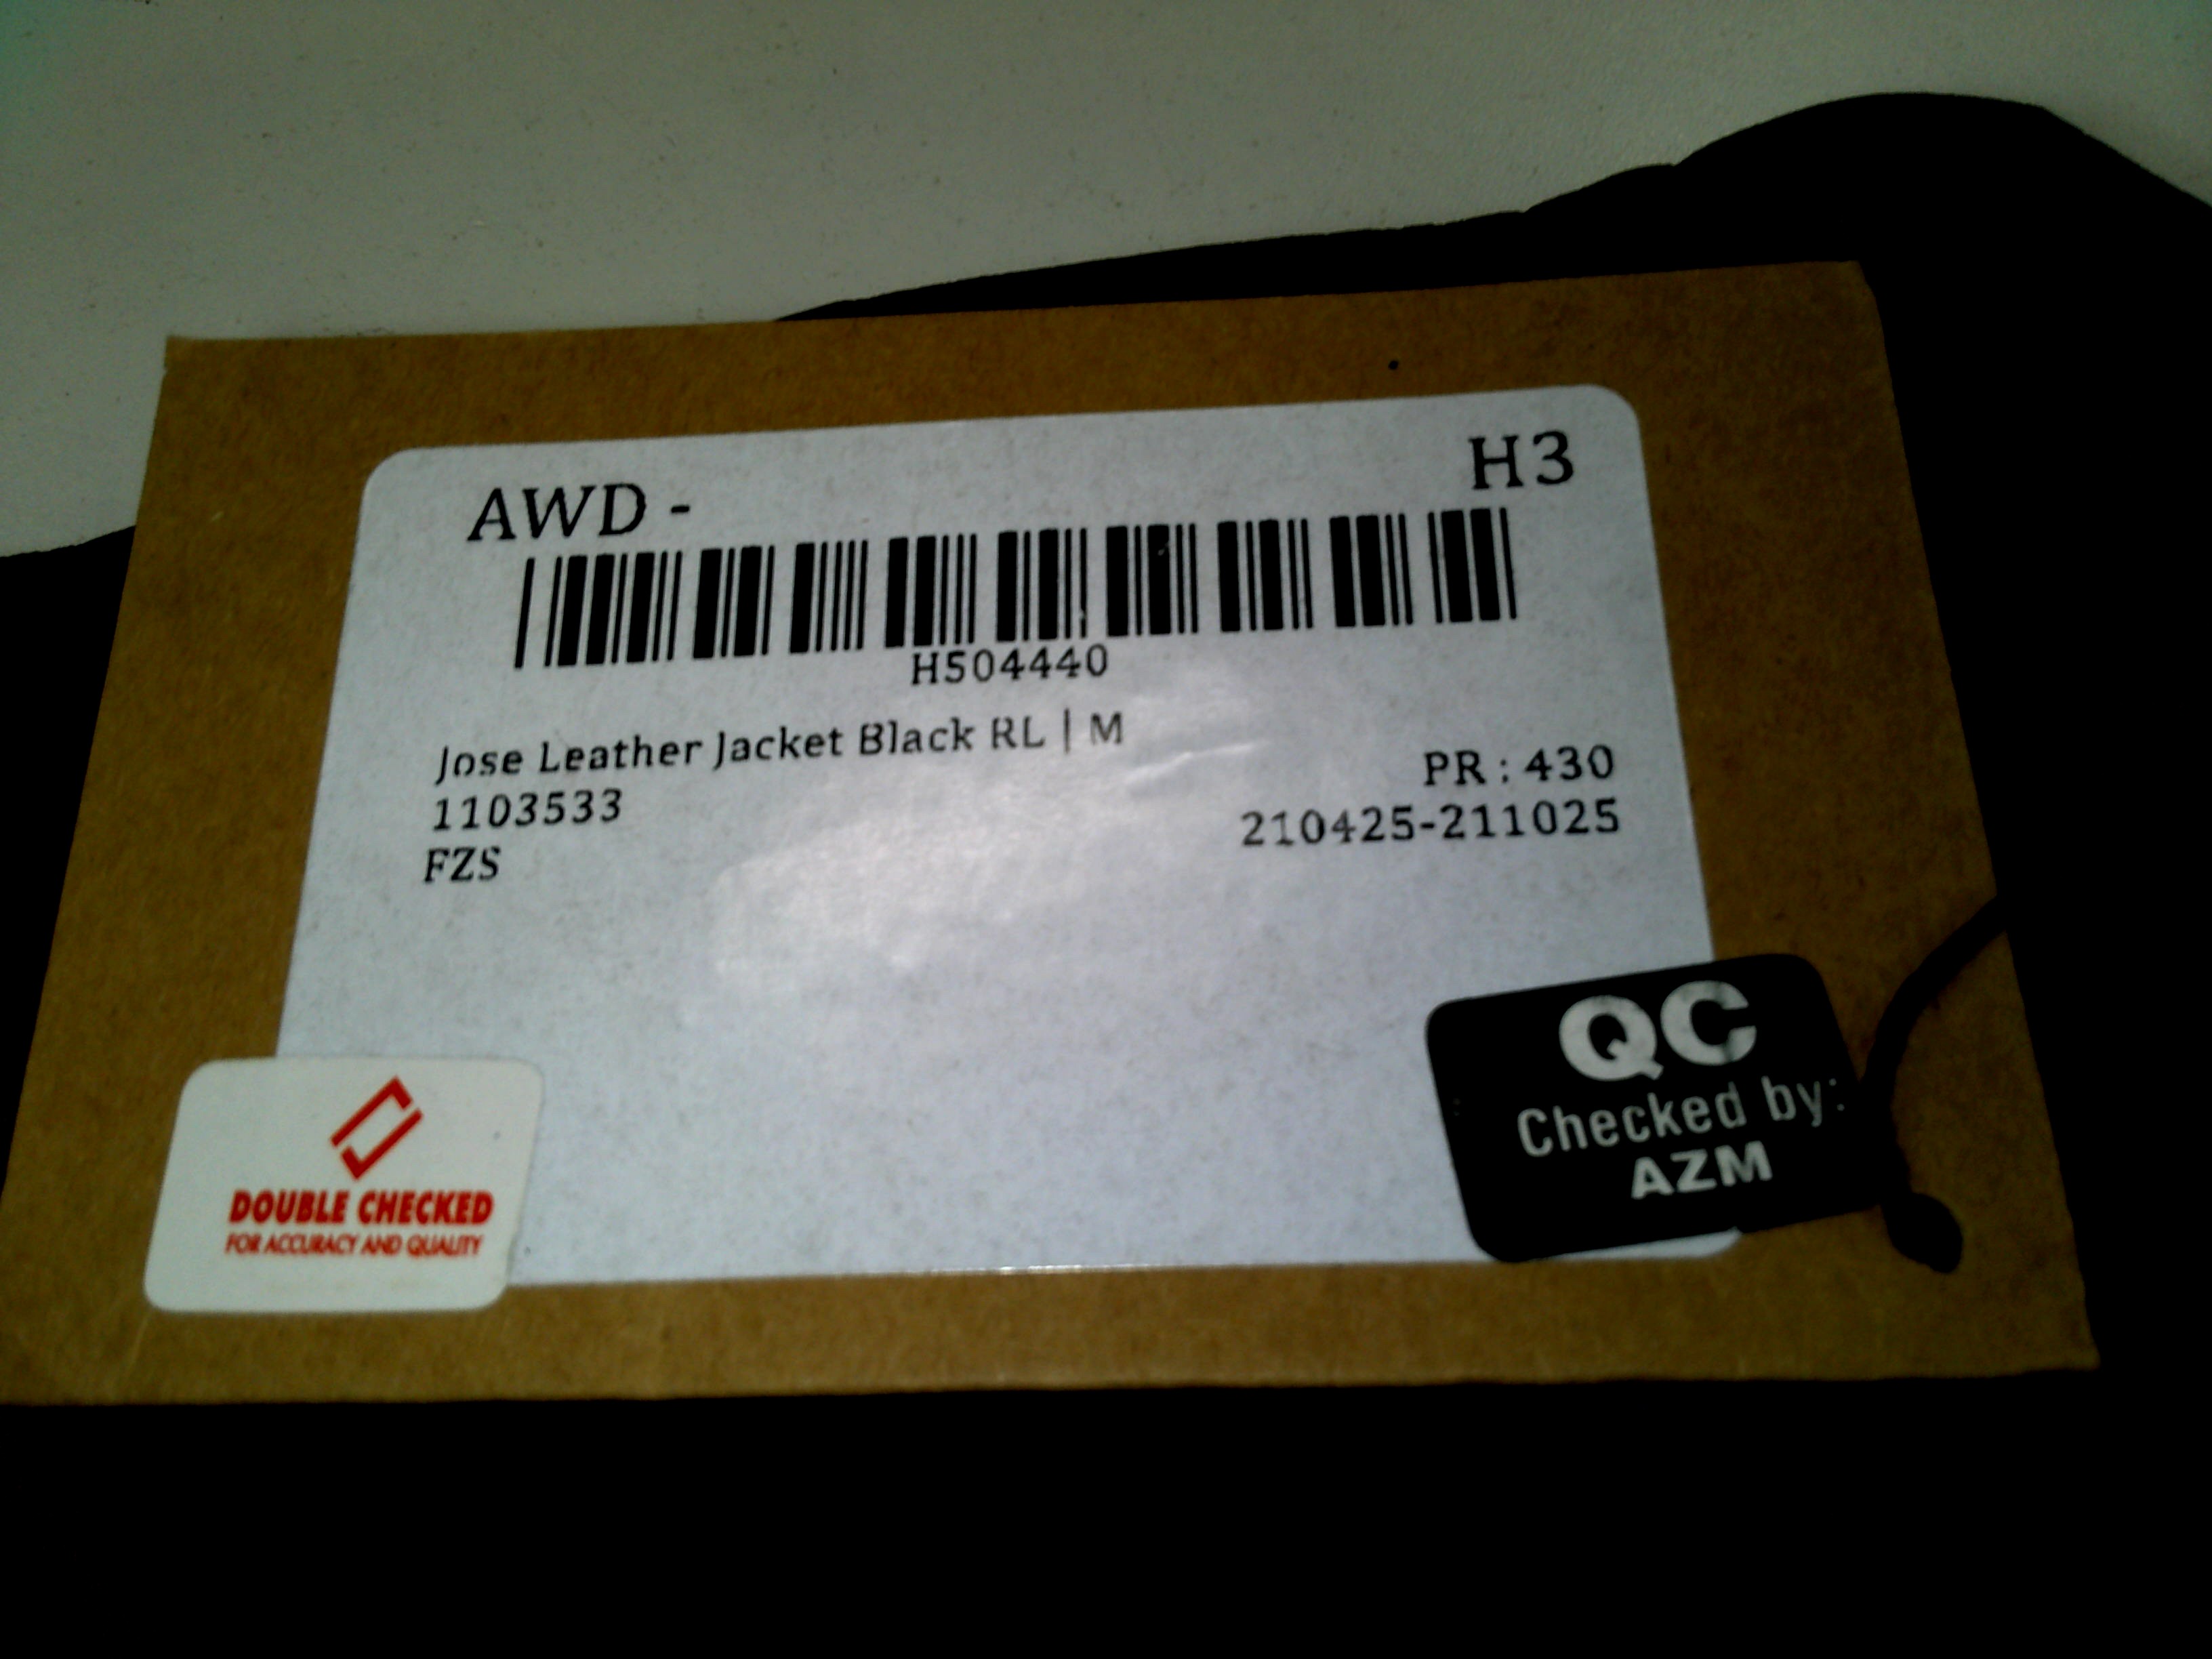 AWD - H3
H504440
Jose Leather Jacket Black RL | M
1103533 PR : 430
FZS 210425-211025
QC
Checked by:
AZM
DOUBLE CHECKED
FOR ACCURACY AND QUALITY